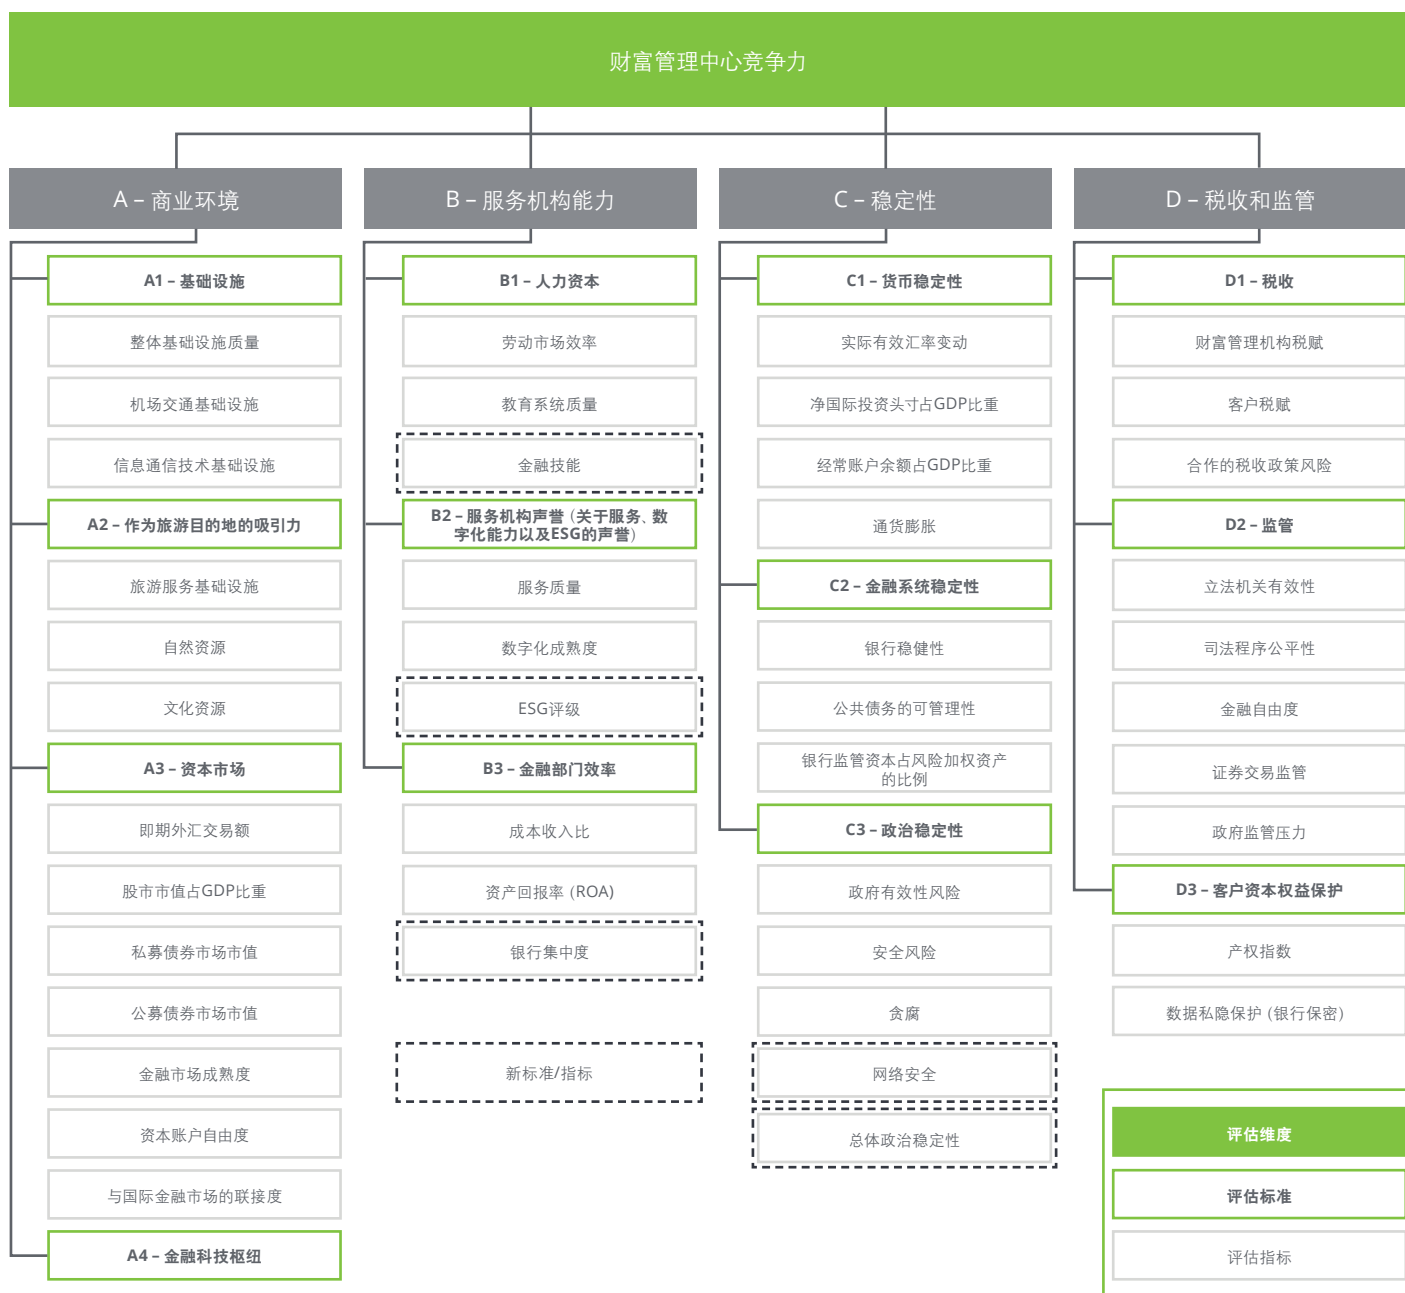 财富管理中心竞争力
A – 商业环境
A1 – 基础设施
整体基础设施质量
机场交通基础设施
信息通信技术基础设施
A2 – 作为旅游目的地的吸引力
旅游服务基础设施
自然资源
文化资源
A3 – 资本市场
即期外汇交易额
股市市值占GDP比重
私募债券市场市值
公募债券市场市值
金融市场成熟度
资本账户自由度
与国际金融市场的联接度
A4 – 金融科技枢纽
B – 服务机构能力
B1 – 人力资本
劳动市场效率
教育系统质量
金融技能
B2 – 服务机构声誉（关于服务、数
字化能力以及ESG的声誉）
服务质量
数字化成熟度
ESG评级
B3 – 金融部门效率
成本收入比
资产回报率 (ROA)
银行集中度
新标准/指标
C – 稳定性
C1 – 货币稳定性
实际有效汇率变动
净国际投资头寸占GDP比重
经常账户余额占GDP比重
通货膨胀
C2 – 金融系统稳定性
银行稳健性
公共债务的可管理性
银行监管资本占风险加权资产
的比例
C3 – 政治稳定性
政府有效性风险
安全风险
贪腐
网络安全
总体政治稳定性
D – 税收和监管
D1 – 税收
财富管理机构税赋
客户税赋
合作的税收政策风险
D2 – 监管
立法机关有效性
司法程序公平性
金融自由度
证券交易监管
政府监管压力
D3 – 客户资本权益保护
产权指数
数据私隐保护 (银行保密)
评估维度
评估标准
评估指标